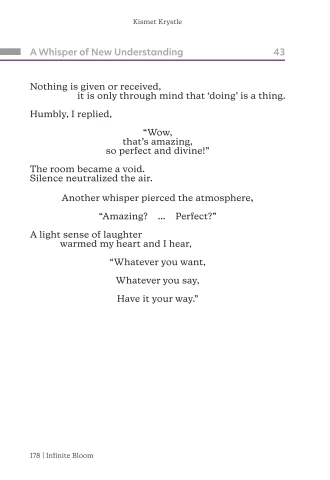 Kismet Krystle
A Whisper of New Understanding 43
Nothing is given or received,
it is only through mind that ‘doing’ is a thing.
Humbly, I replied,
“Wow,
that’s amazing,
so perfect and divine!”
The room became a void.
Silence neutralized the air.
Another whisper pierced the atmosphere,
“Amazing? ... Perfect?”
A light sense of laughter
warmed my heart and I hear,
“Whatever you want,
Whatever you say,
Have it your way.”
178 | Infinite Bloom